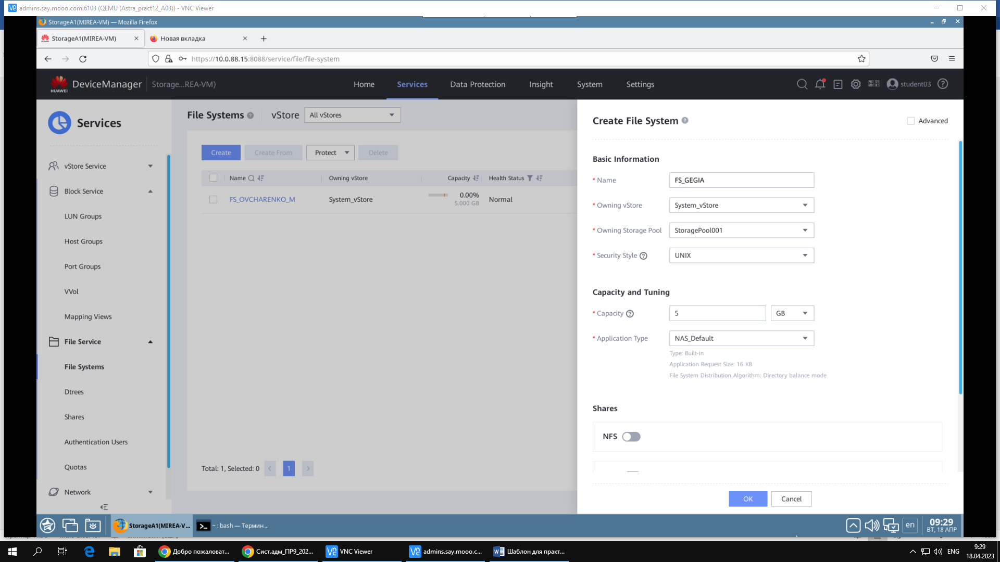 admins.say.mooo.com:6103 (QEMU (Astra_pract12_A03)) - VNC Viewer
StorageA1(MIREA-VM) — Mozilla Firefox
StorageA1(MIREA-VM)
Новая вкладка
https://10.0.88.15:8088/service/file/file-system
HUAWEI
DeviceManager
Storage...REA-VM)
Home
Services
Data Protection
Insight
System
Settings
student03
Services
vStore Service
Block Service
LUN Groups
Host Groups
Port Groups
VVol
Mapping Views
File Service
File Systems
Dtrees
Shares
Authentication Users
Quotas
Network
File Systems
vStore
All vStores
Create
Create From
Protect
Delete
Name
Owning vStore
Capacity
Health Status
FS_OVCHARENKO_M
System_vStore
0.00%
5.000 GB
Normal
Total: 1, Selected: 0
1
Create File System
Advanced
Basic Information
* Name
FS_GEGIA
* Owning vStore
System_vStore
* Owning Storage Pool
StoragePool001
* Security Style
UNIX
Capacity and Tuning
* Capacity
5
GB
* Application Type
NAS_Default
Type: Built-in
Application Request Size: 16 KB
File System Distribution Algorithm: Directory balance mode
Shares
NFS
OK
Cancel
StorageA1(MIREA-V...
~ : bash — Термин...
en
09:29
ВТ, 18 АПР
Добро пожаловат...
Сист.адм_ПР9_202...
VNC Viewer
admins.say.mooo.c...
Шаблон для практ...
ENG
9:29
18.04.2023